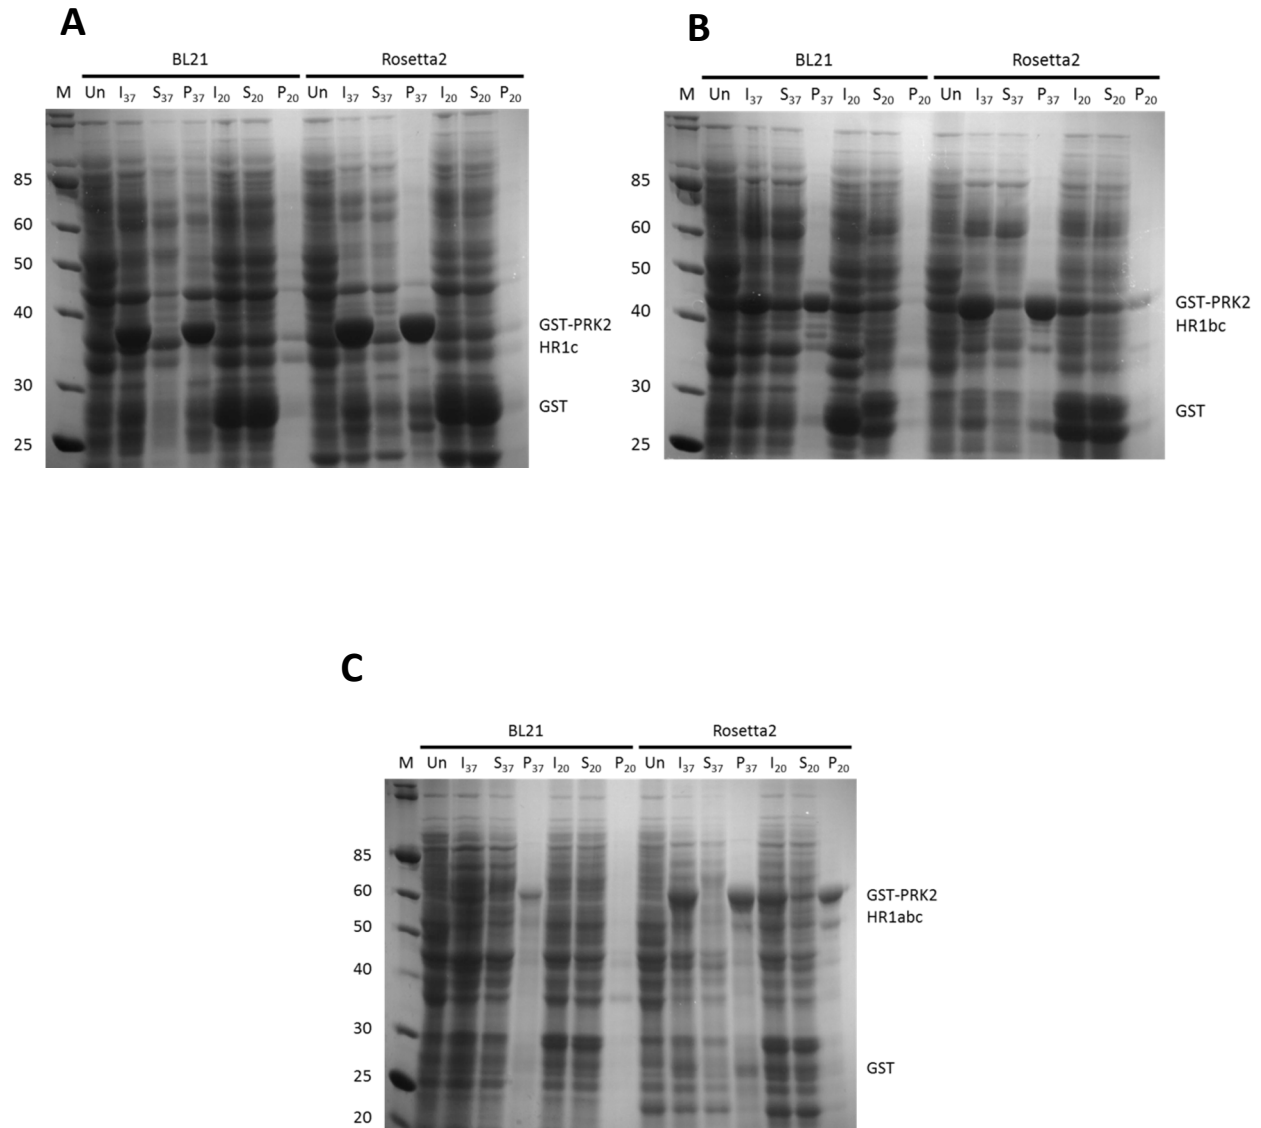 A
BL21 Rosetta2
M Un I37 S37 P37 I20 S20 P20 Un I37 S37 P37 I20 S20 P20
85
60
50
40
30
25
GST-PRK2
HR1c
GST
B
BL21 Rosetta2
M Un I37 S37 P37 I20 S20 P20 Un I37 S37 P37 I20 S20 P20
85
60
50
40
30
25
GST-PRK2
HR1bc
GST
C
BL21 Rosetta2
M Un I37 S37 P37 I20 S20 P20 Un I37 S37 P37 I20 S20 P20
85
60
50
40
30
25
20
GST-PRK2
HR1abc
GST